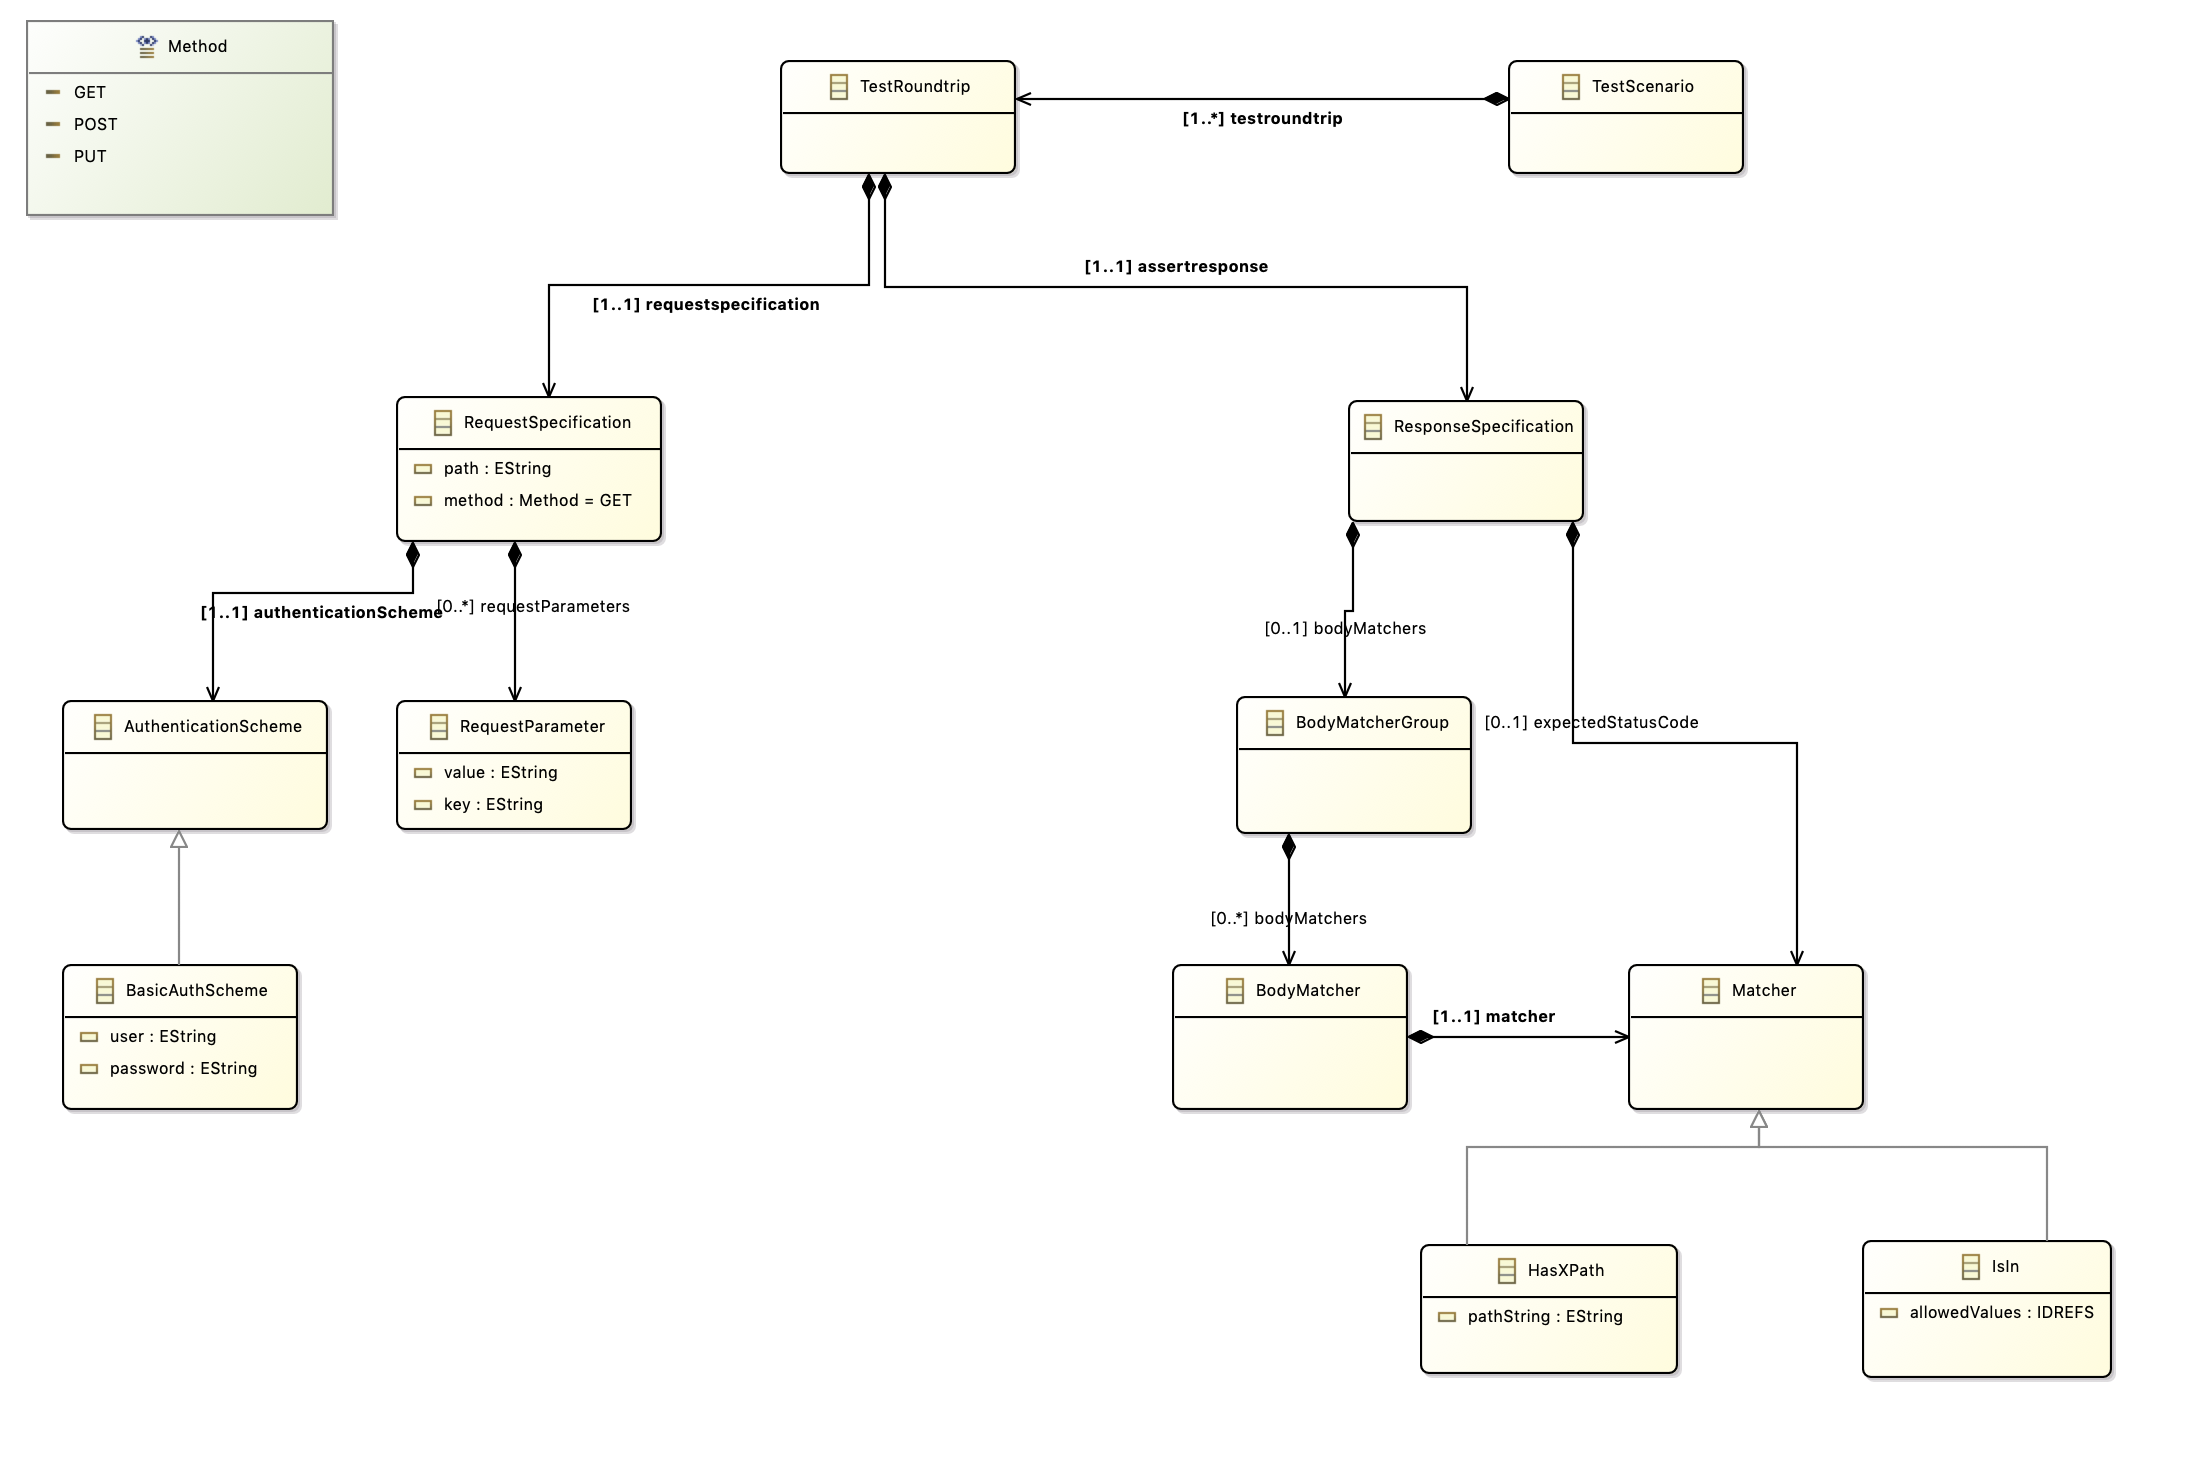 Method
GET
POST
PUT
TestRoundtrip
TestScenario
[1..*] testroundtrip
[1..1] assertresponse
[1..1] requestspecification
RequestSpecification
path : EString
method : Method = GET
ResponseSpecification
[1..1] authenticationScheme
[0..*] requestParameters
[0..1] bodyMatchers
AuthenticationScheme
RequestParameter
value : EString
key : EString
BodyMatcherGroup
[0..1] expectedStatusCode
[0..*] bodyMatchers
BasicAuthScheme
user : EString
password : EString
BodyMatcher
[1..1] matcher
Matcher
HasXPath
pathString : EString
IsIn
allowedValues : IDREFS